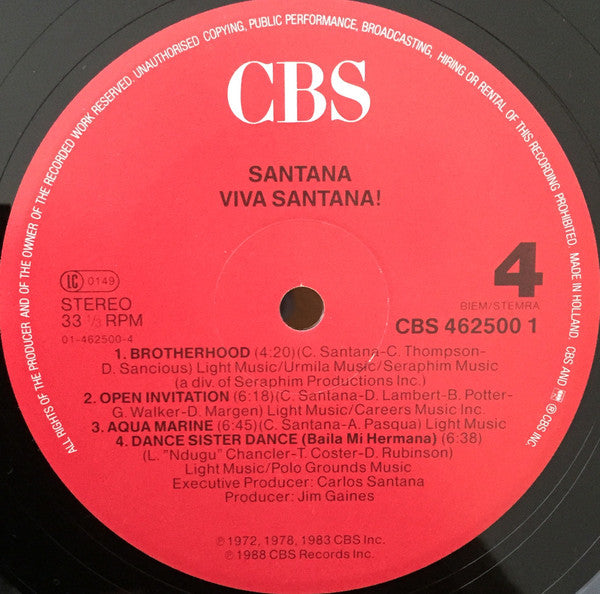 ALL RIGHTS OF THE PRODUCER AND OF THE OWNER OF THE RECORDED WORK RESERVED. UNAUTHORISED COPYING, PUBLIC PERFORMANCE, BROADCASTING, HIRING OR RENTAL OF THIS RECORDING PROHIBITED. MADE IN HOLLAND. CBS AND ® CBS INC.
CBS
SANTANA
VIVA SANTANA!
LC 0149
STEREO
33 1/3 RPM
01-462500-4
4
BIEM/STEMRA
CBS 462500 1
1. BROTHERHOOD (4:20)(C. Santana-C. Thompson-
D. Sancious) Light Music/Urmila Music/Seraphim Music
(a div. of Seraphim Productions Inc.)
2. OPEN INVITATION (6:18)(C. Santana-D. Lambert-B. Potter-
G. Walker-D. Margen) Light Music/Careers Music Inc.
3. AQUA MARINE (6:45)(C. Santana-A. Pasqua) Light Music
4. DANCE SISTER DANCE (Baila Mi Hermana) (6:38)
(L. "Ndugu" Chancler-T. Coster-D. Rubinson)
Light Music/Polo Grounds Music
Executive Producer: Carlos Santana
Producer: Jim Gaines
℗ 1972, 1978, 1983 CBS Inc.
℗ 1988 CBS Records Inc.